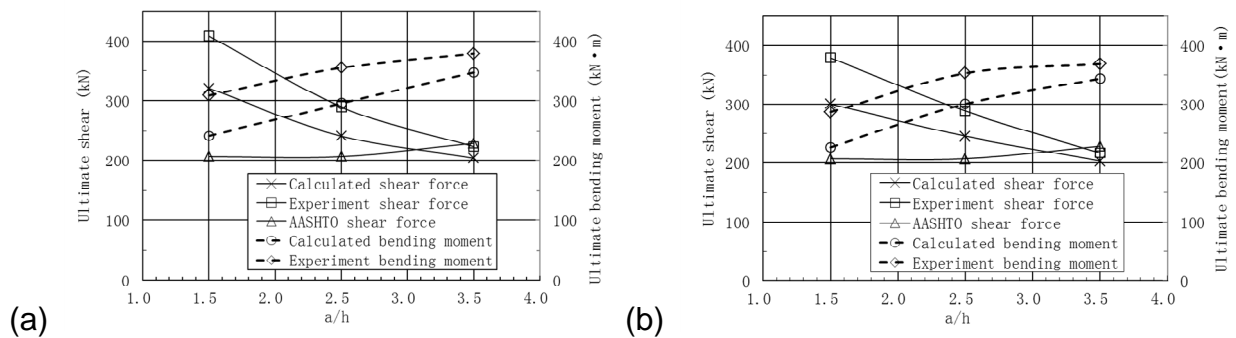 400
300
200
100
0
400
300
200
100
0
Ultimate shear (kN)
Ultimate bending moment (kN·m)
Calculated shear force
Experiment shear force
AASHTO shear force
Calculated bending moment
Experiment bending moment
1.0 1.5 2.0 2.5 3.0 3.5 4.0
a/h
(a)
400
300
200
100
0
400
300
200
100
0
Ultimate shear (kN)
Ultimate bending moment (kN·m)
Calculated shear force
Experiment shear force
AASHTO shear force
Calculated bending moment
Experiment bending moment
1.0 1.5 2.0 2.5 3.0 3.5 4.0
a/h
(b)